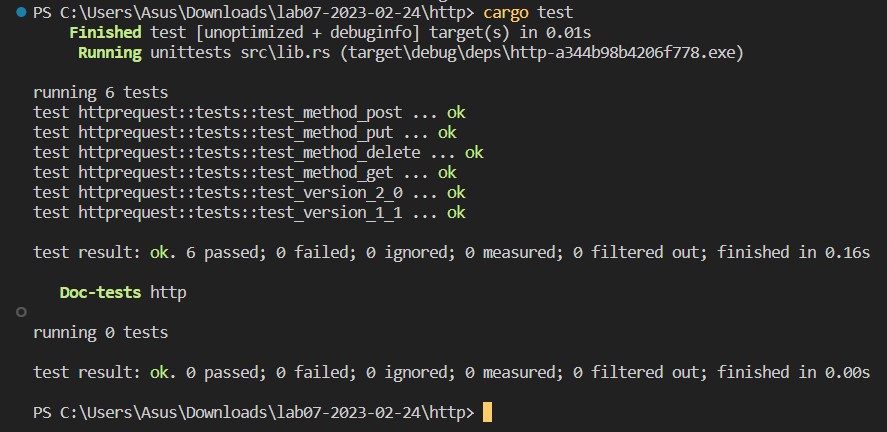 PS C:\Users\Asus\Downloads\lab07-2023-02-24\http> cargo test
Finished test [unoptimized + debuginfo] target(s) in 0.01s
Running unittests src\lib.rs (target\debug\deps\http-a344b98b4206f778.exe)
running 6 tests
test httprequest::tests::test_method_post ... ok
test httprequest::tests::test_method_put ... ok
test httprequest::tests::test_method_delete ... ok
test httprequest::tests::test_method_get ... ok
test httprequest::tests::test_version_2_0 ... ok
test httprequest::tests::test_version_1_1 ... ok
test result: ok. 6 passed; 0 failed; 0 ignored; 0 measured; 0 filtered out; finished in 0.16s
Doc-tests http
running 0 tests
test result: ok. 0 passed; 0 failed; 0 ignored; 0 measured; 0 filtered out; finished in 0.00s
PS C:\Users\Asus\Downloads\lab07-2023-02-24\http>